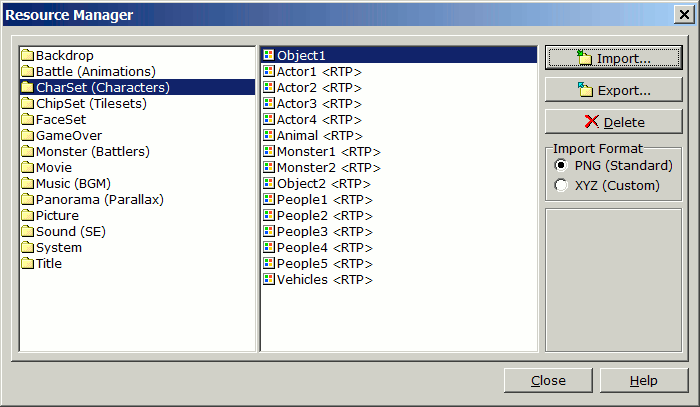 Resource Manager
Backdrop
Battle (Animations)
CharSet (Characters)
ChipSet (Tilesets)
FaceSet
GameOver
Monster (Battlers)
Movie
Music (BGM)
Panorama (Parallax)
Picture
Sound (SE)
System
Title
Object1
Actor1 <RTP>
Actor2 <RTP>
Actor3 <RTP>
Actor4 <RTP>
Animal <RTP>
Monster1 <RTP>
Monster2 <RTP>
Object2 <RTP>
People1 <RTP>
People2 <RTP>
People3 <RTP>
People4 <RTP>
People5 <RTP>
Vehicles <RTP>
Import...
Export...
Delete
Import Format
PNG (Standard)
XYZ (Custom)
Close
Help